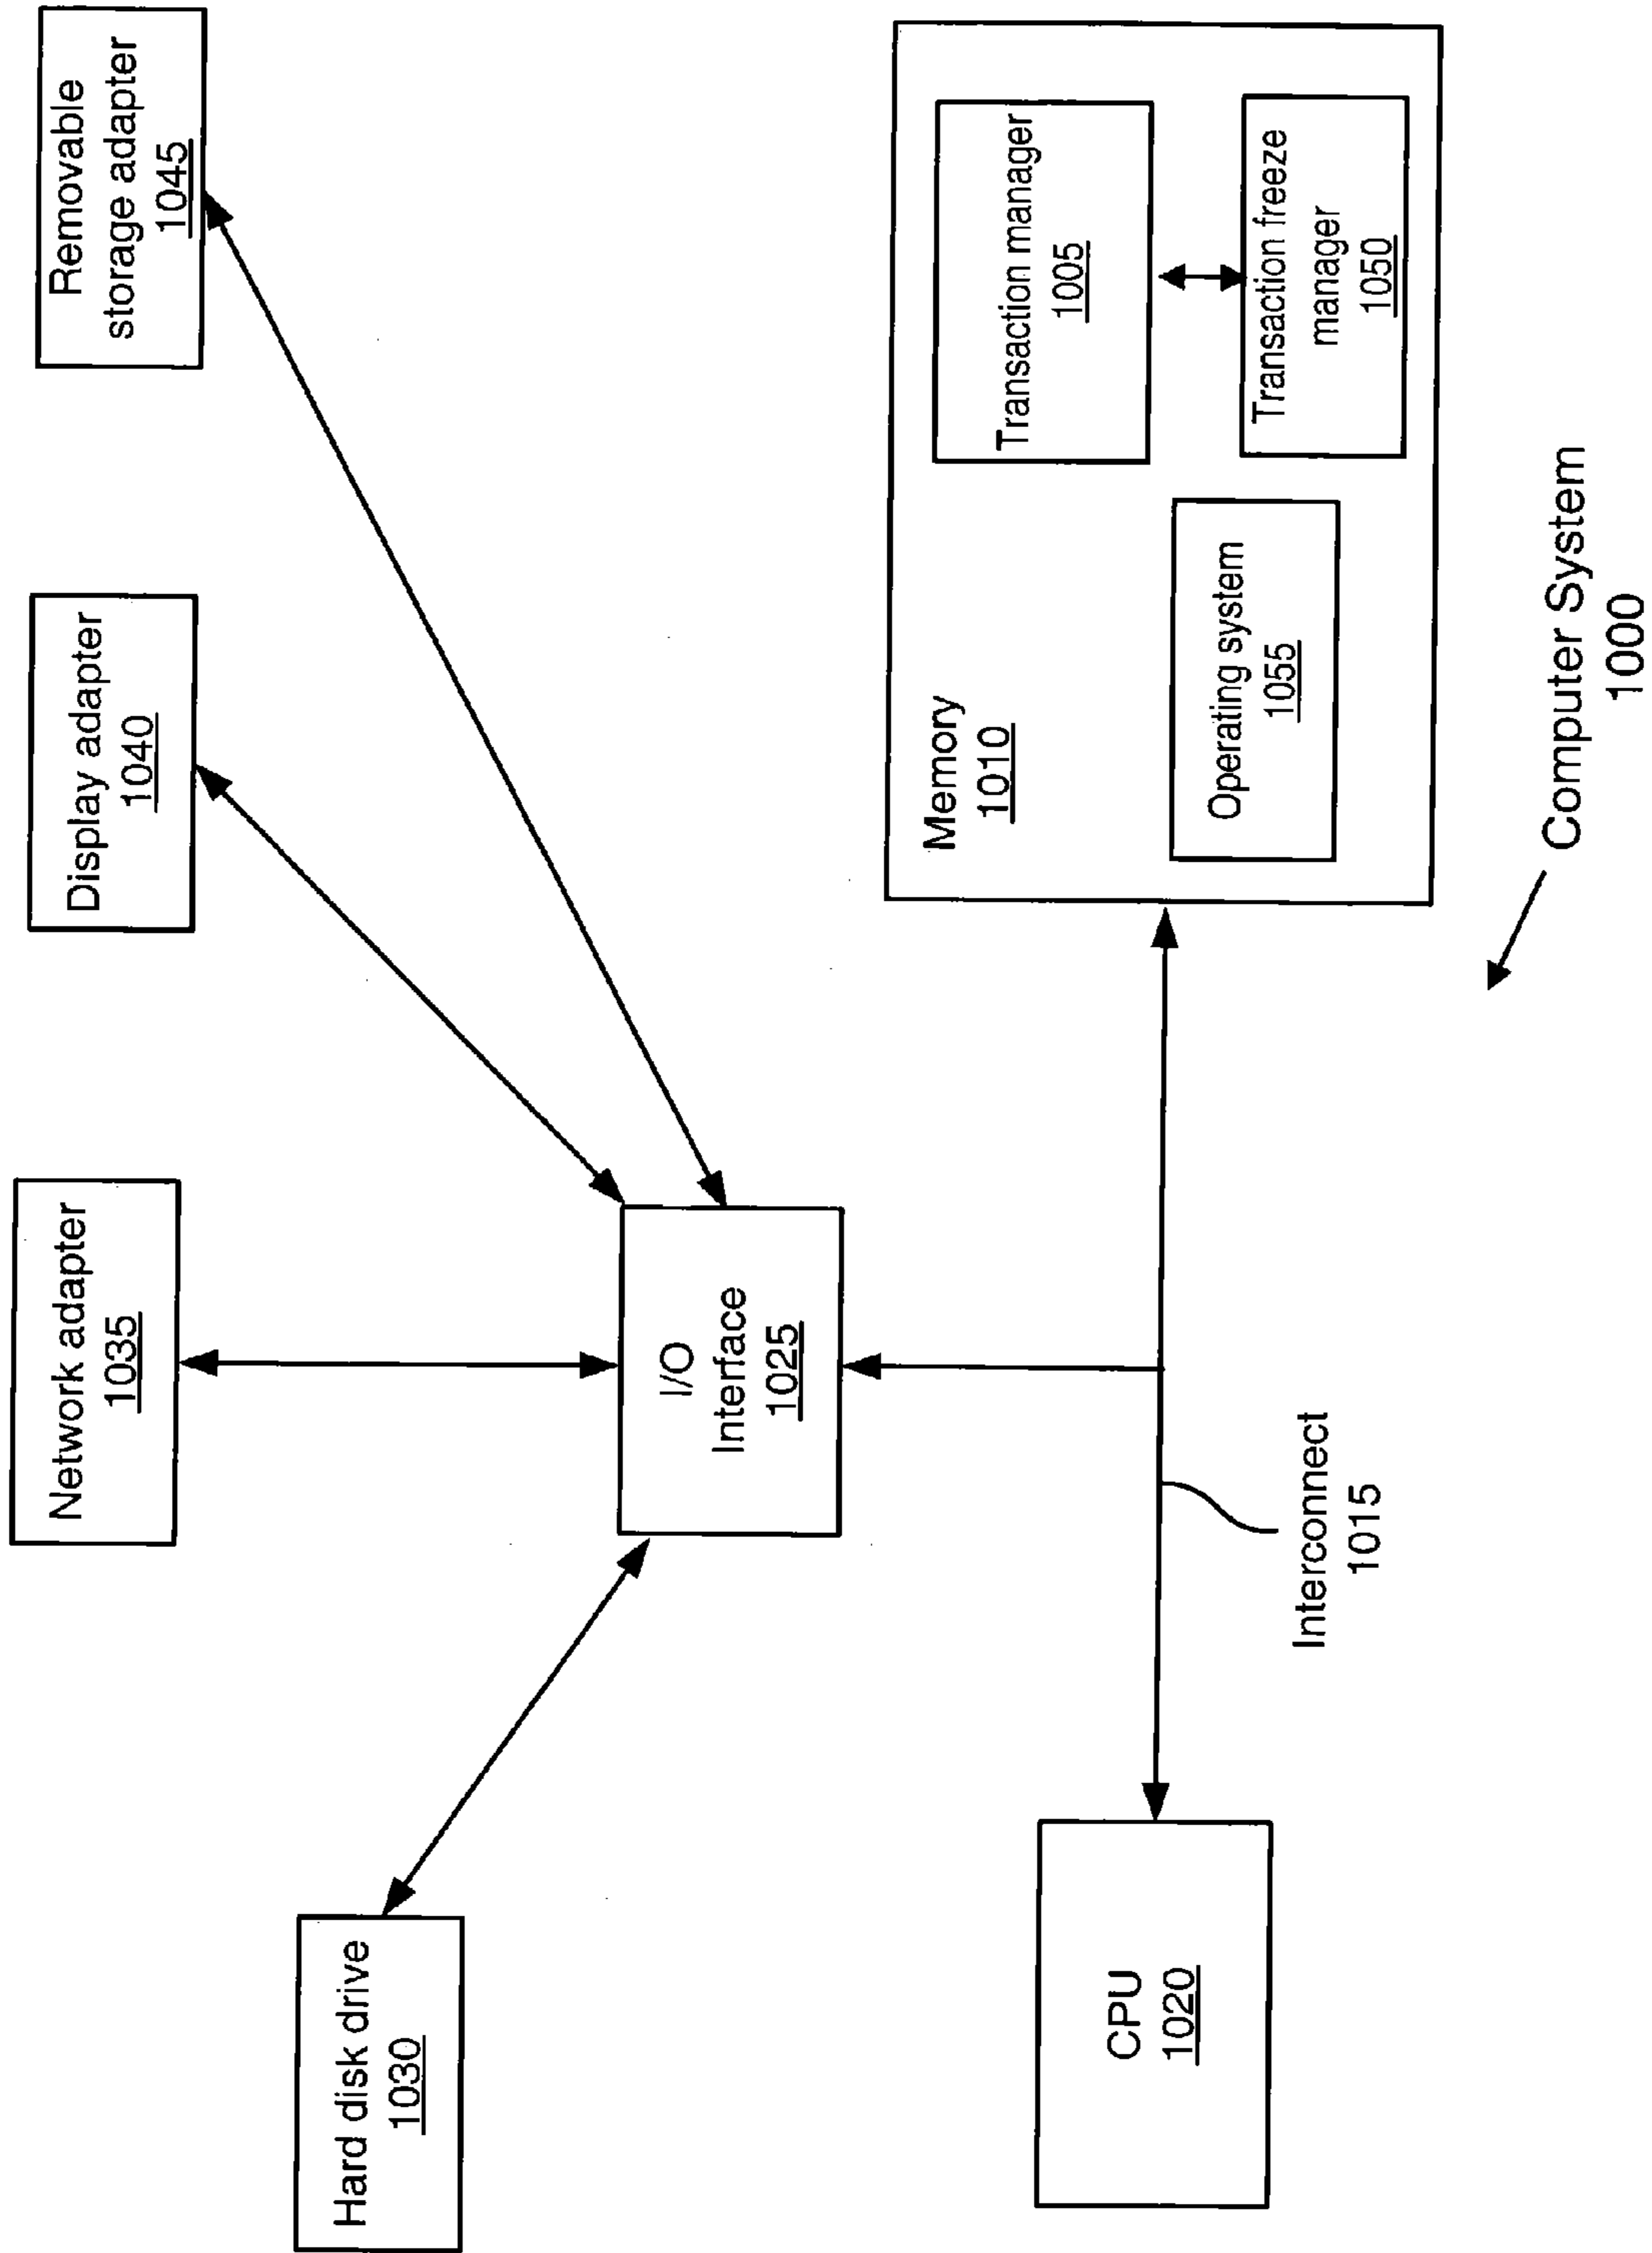 Hard disk drive
1030
Network adapter
1035
Display adapter
1040
Removable
storage adapter
1045
I/O
Interface
1025
CPU
1020
Interconnect
1015
Memory
1010
Operating system
1055
Transaction manager
1005
Transaction freeze
manager
1050
Computer System
1000